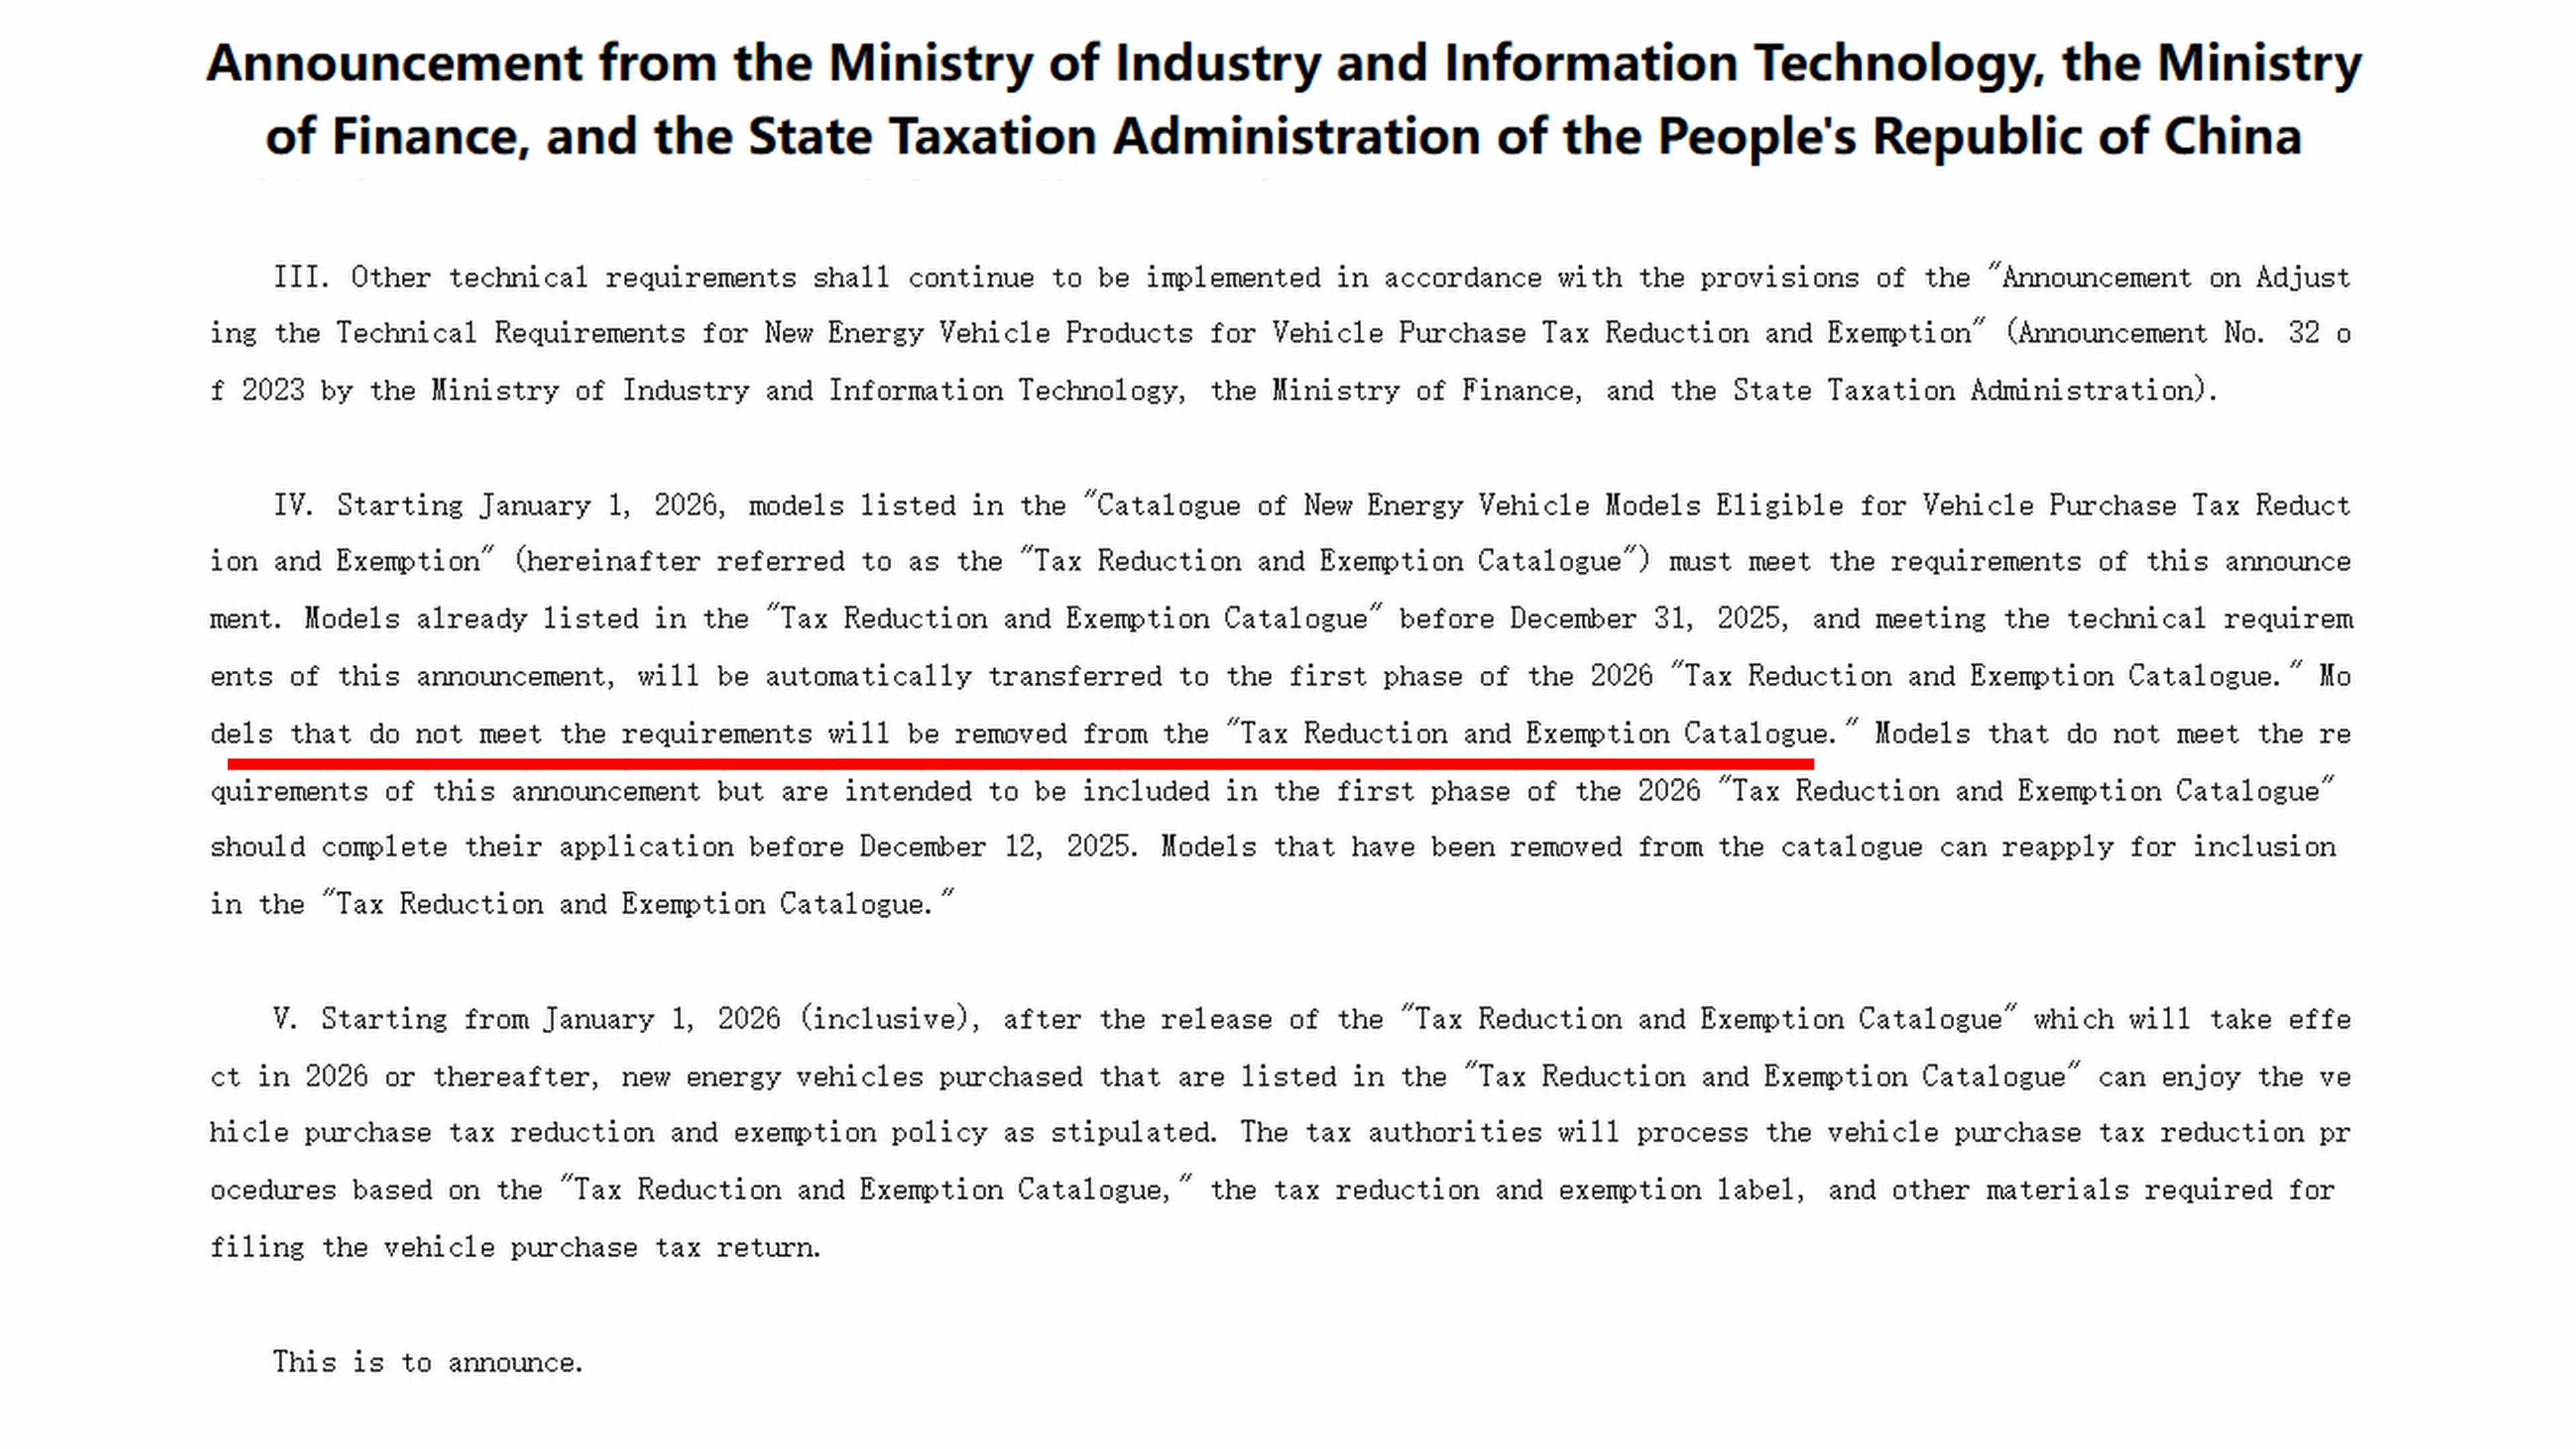 Announcement from the Ministry of Industry and Information Technology, the Ministry
of Finance, and the State Taxation Administration of the People's Republic of China
III. Other technical requirements shall continue to be implemented in accordance with the provisions of the "Announcement on Adjust
ing the Technical Requirements for New Energy Vehicle Products for Vehicle Purchase Tax Reduction and Exemption" (Announcement No. 32 o
f 2023 by the Ministry of Industry and Information Technology, the Ministry of Finance, and the State Taxation Administration).
IV. Starting January 1, 2026, models listed in the "Catalogue of New Energy Vehicle Models Eligible for Vehicle Purchase Tax Reduct
ion and Exemption" (hereinafter referred to as the "Tax Reduction and Exemption Catalogue") must meet the requirements of this announce
ment. Models already listed in the "Tax Reduction and Exemption Catalogue" before December 31, 2025, and meeting the technical requirem
ents of this announcement, will be automatically transferred to the first phase of the 2026 "Tax Reduction and Exemption Catalogue." Mo
dels that do not meet the requirements will be removed from the "Tax Reduction and Exemption Catalogue." Models that do not meet the re
quirements of this announcement but are intended to be included in the first phase of the 2026 "Tax Reduction and Exemption Catalogue"
should complete their application before December 12, 2025. Models that have been removed from the catalogue can reapply for inclusion
in the "Tax Reduction and Exemption Catalogue."
V. Starting from January 1, 2026 (inclusive), after the release of the "Tax Reduction and Exemption Catalogue" which will take effe
ct in 2026 or thereafter, new energy vehicles purchased that are listed in the "Tax Reduction and Exemption Catalogue" can enjoy the ve
hicle purchase tax reduction and exemption policy as stipulated. The tax authorities will process the vehicle purchase tax reduction pr
ocedures based on the "Tax Reduction and Exemption Catalogue," the tax reduction and exemption label, and other materials required for
filing the vehicle purchase tax return.
This is to announce.